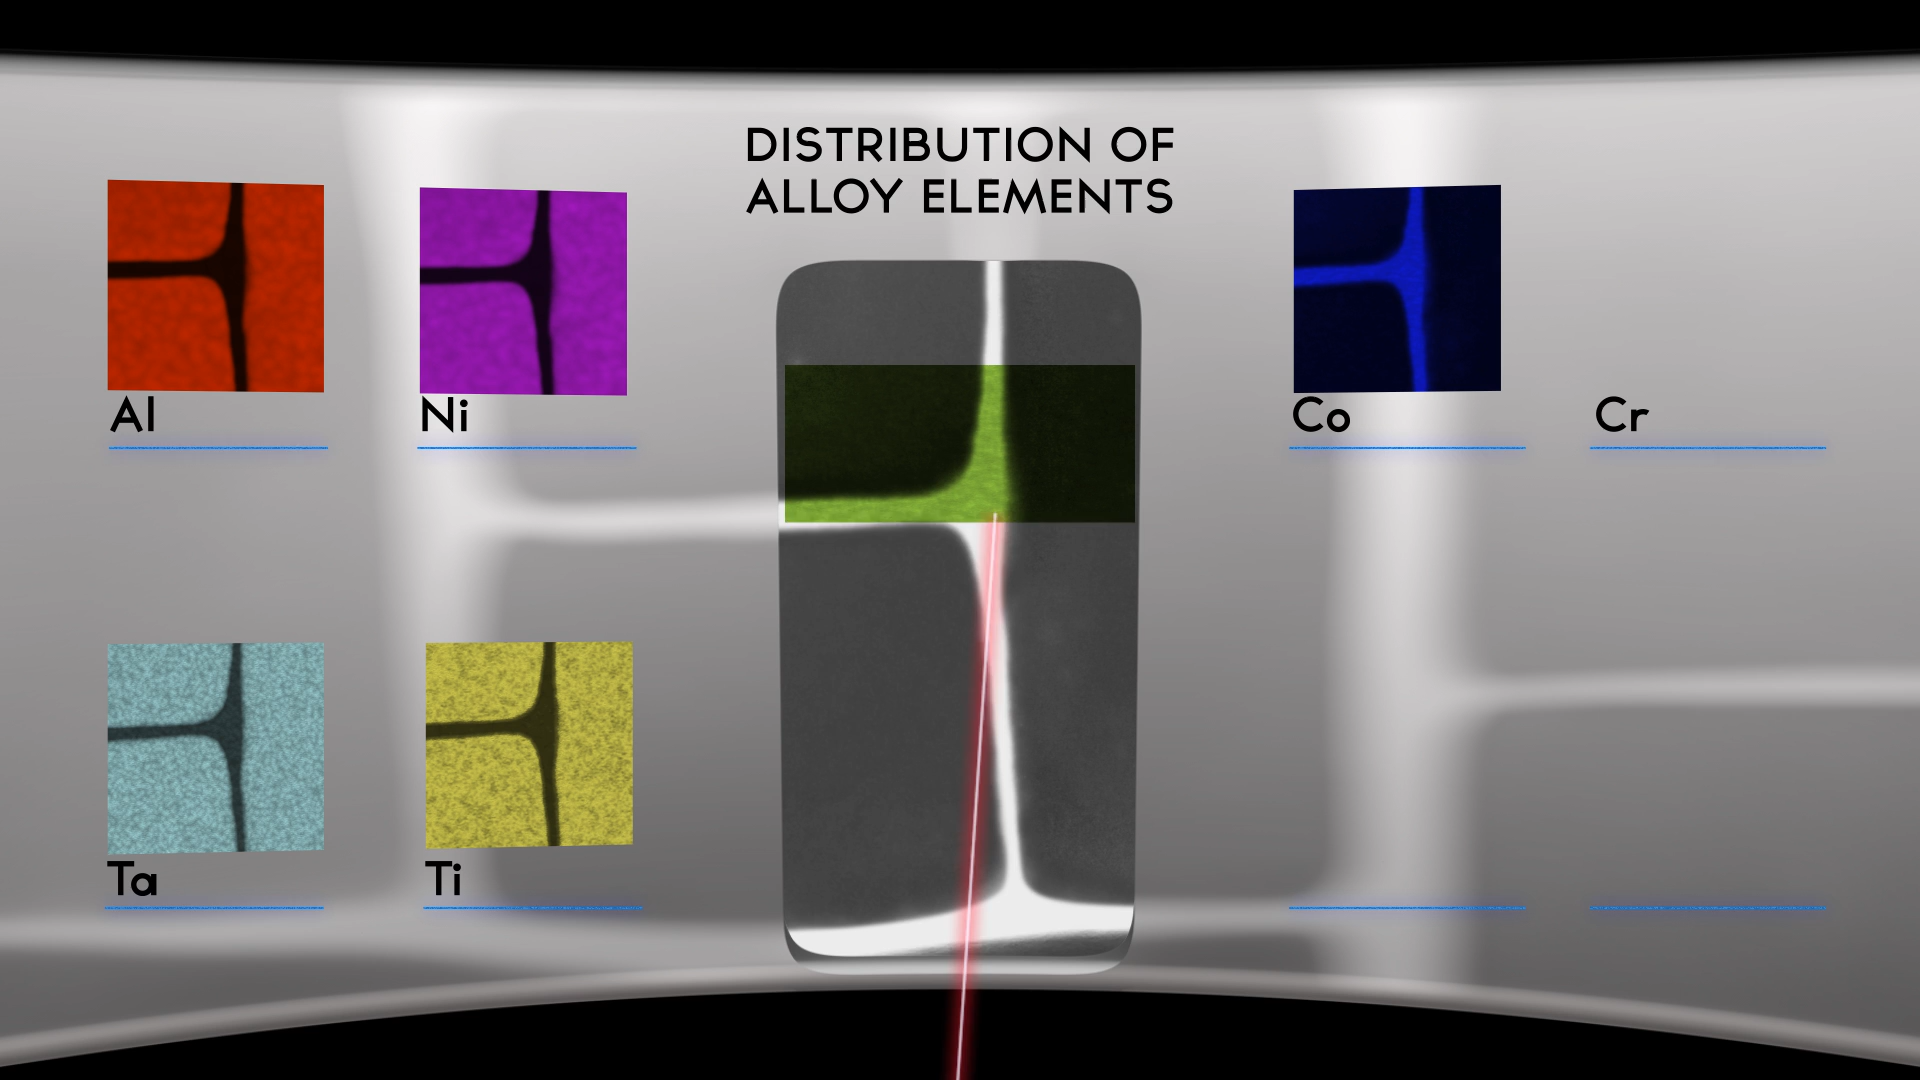 DISTRIBUTION OF
ALLOY ELEMENTS
Al
Ni
Co
Cr
Ta
Ti